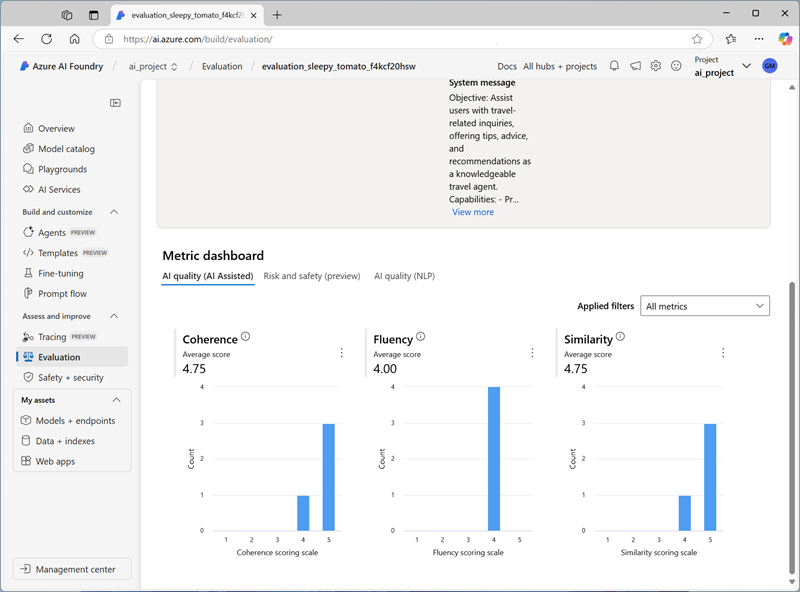 evaluation_sleepy_tomato_f4kcf20
https://ai.azure.com/build/evaluation/
Azure AI Foundry / ai_project / Evaluation / evaluation_sleepy_tomato_f4kcf20hsw
Docs All hubs + projects
Project
ai_project
GM
Overview
Model catalog
Playgrounds
AI Services
Build and customize
Agents PREVIEW
Templates PREVIEW
Fine-tuning
Prompt flow
Assess and improve
Tracing PREVIEW
Evaluation
Safety + security
My assets
Models + endpoints
Data + indexes
Web apps
Management center
System message
Objective: Assist
users with travel-
related inquiries,
offering tips, advice,
and
recommendations as
a knowledgeable
travel agent.
Capabilities: - Pr...
View more
Metric dashboard
AI quality (AI Assisted) Risk and safety (preview) AI quality (NLP)
Applied filters All metrics
Coherence
Average score
4.75
4
3
2
1
0
Count
1 2 3 4 5
Coherence scoring scale
Fluency
Average score
4.00
4
3
2
1
0
Count
1 2 3 4 5
Fluency scoring scale
Similarity
Average score
4.75
4
3
2
1
0
Count
1 2 3 4 5
Similarity scoring scale